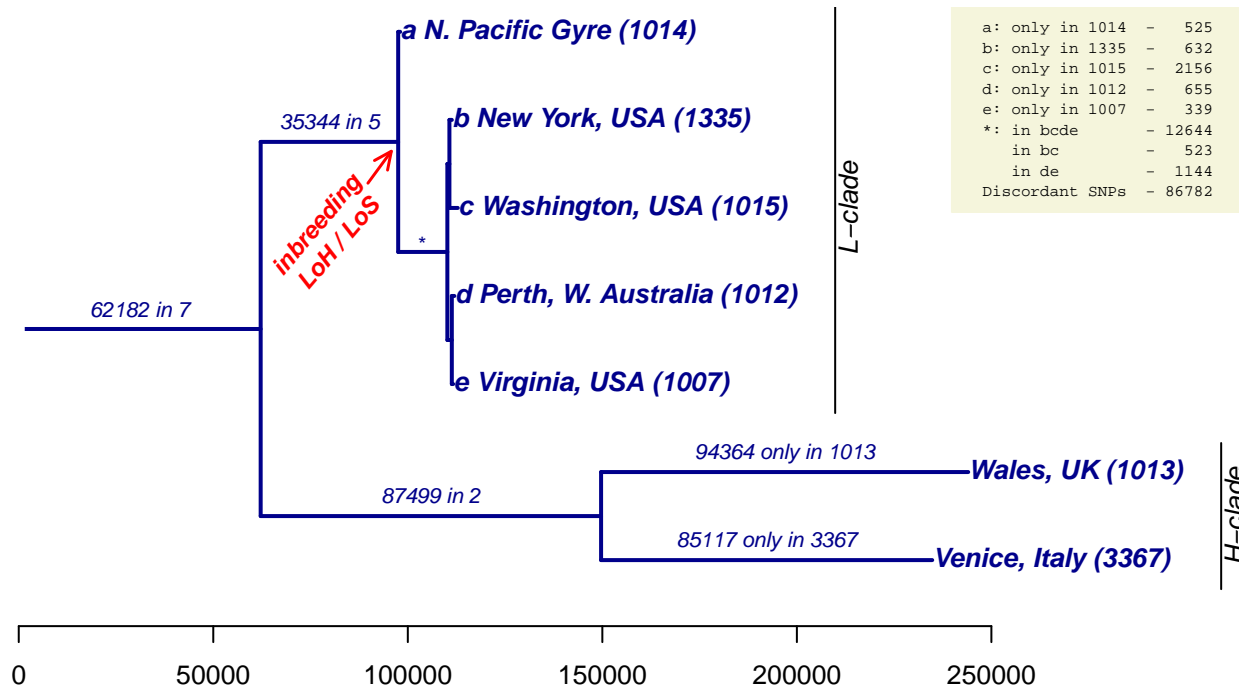 a N. Pacific Gyre (1014)
35344 in 5
b New York, USA (1335)
inbreeding
LoH / LoS
c Washington, USA (1015)
*
62182 in 7
d Perth, W. Australia (1012)
e Virginia, USA (1007)
L−clade
a: only in 1014 − 525
b: only in 1335 − 632
c: only in 1015 − 2156
d: only in 1012 − 655
e: only in 1007 − 339
*: in bcde − 12644
in bc − 523
in de − 1144
Discordant SNPs − 86782
94364 only in 1013
Wales, UK (1013)
87499 in 2
85117 only in 3367
Venice, Italy (3367)
H−clade
0 50000 100000 150000 200000 250000